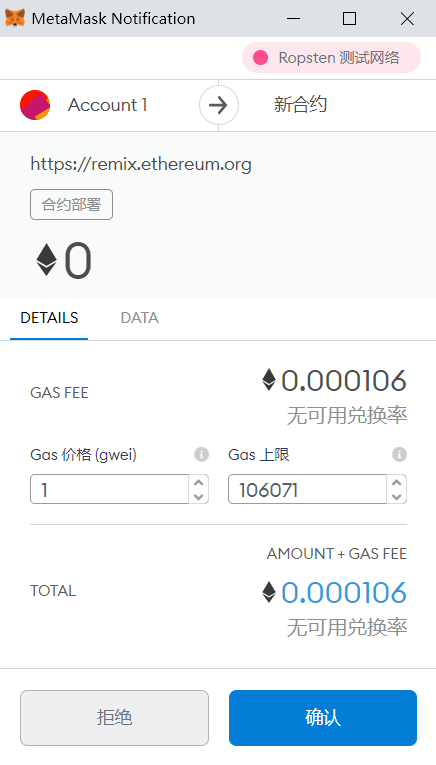 MetaMask Notification
Ropsten 测试网络
Account 1
新合约
https://remix.ethereum.org
合约部署
0
DETAILS DATA
GAS FEE
0.000106
无可用兑换率
Gas 价格 (gwei) Gas 上限
1 106071
AMOUNT + GAS FEE
TOTAL
0.000106
无可用兑换率
拒绝 确认